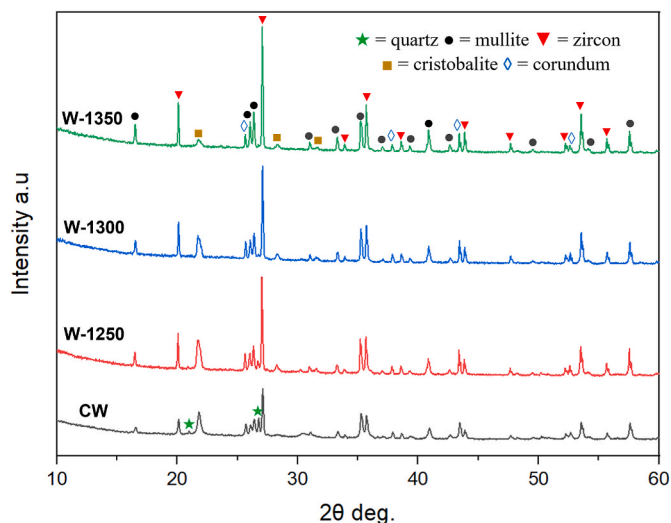 = quartz = mullite = zircon
= cristobalite = corundum
W-1350
W-1300
W-1250
CW
Intensity a.u
10 20 30 40 50 60
2θ deg.